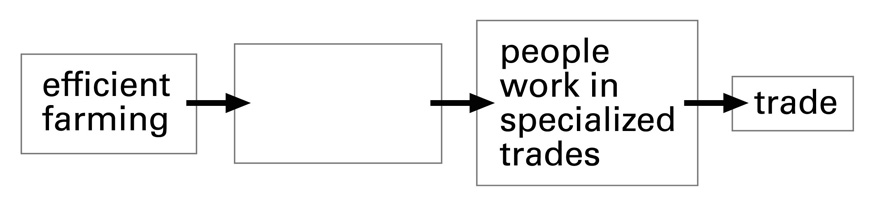 efficient
farming
people
work in
specialized
trades
trade